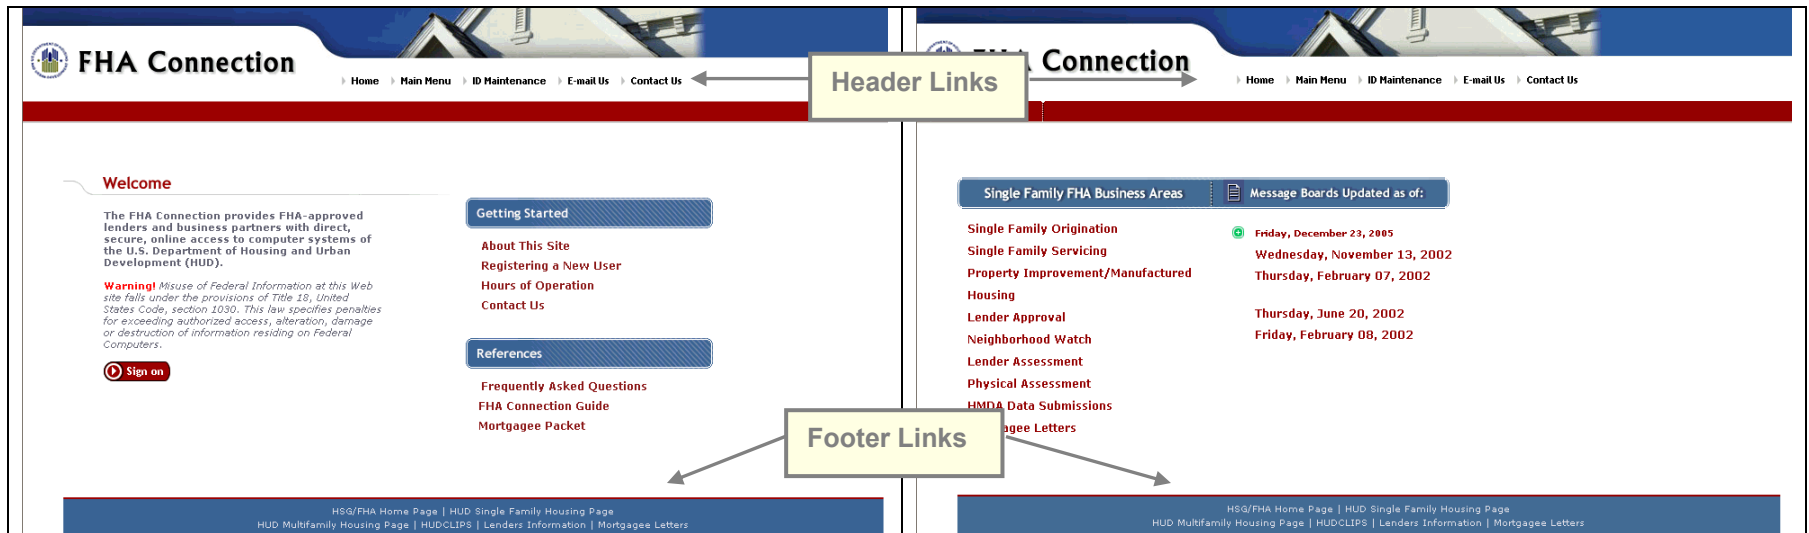 FHA Connection
Home Main Menu ID Maintenance E-mail Us Contact Us
Welcome
The FHA Connection provides FHA-approved
lenders and business partners with direct,
secure, online access to computer systems of
the U.S. Department of Housing and Urban
Development (HUD).
Warning! Misuse of Federal Information at this Web
site falls under the provisions of Title 18, United
States Code, section 1030. This law specifies penalties
for exceeding authorized access, alteration, damage
or destruction of information residing on Federal
Computers.
Sign on
Getting Started
About This Site
Registering a New User
Hours of Operation
Contact Us
References
Frequently Asked Questions
FHA Connection Guide
Mortgagee Packet
HSG/FHA Home Page | HUD Single Family Housing Page
HUD Multifamily Housing Page | HUDCLIPS | Lenders Information | Mortgagee Letters
Header Links
Footer Links
Connection
Home Main Menu ID Maintenance E-mail Us Contact Us
Single Family FHA Business Areas
Message Boards Updated as of:
Single Family Origination
Friday, December 23, 2005
Single Family Servicing
Wednesday, November 13, 2002
Property Improvement/Manufactured
Housing
Thursday, February 07, 2002
Lender Approval
Thursday, June 20, 2002
Neighborhood Watch
Friday, February 08, 2002
Lender Assessment
Physical Assessment
HMDA Data Submissions
agee Letters
HSG/FHA Home Page | HUD Single Family Housing Page
HUD Multifamily Housing Page | HUDCLIPS | Lenders Information | Mortgagee Letters